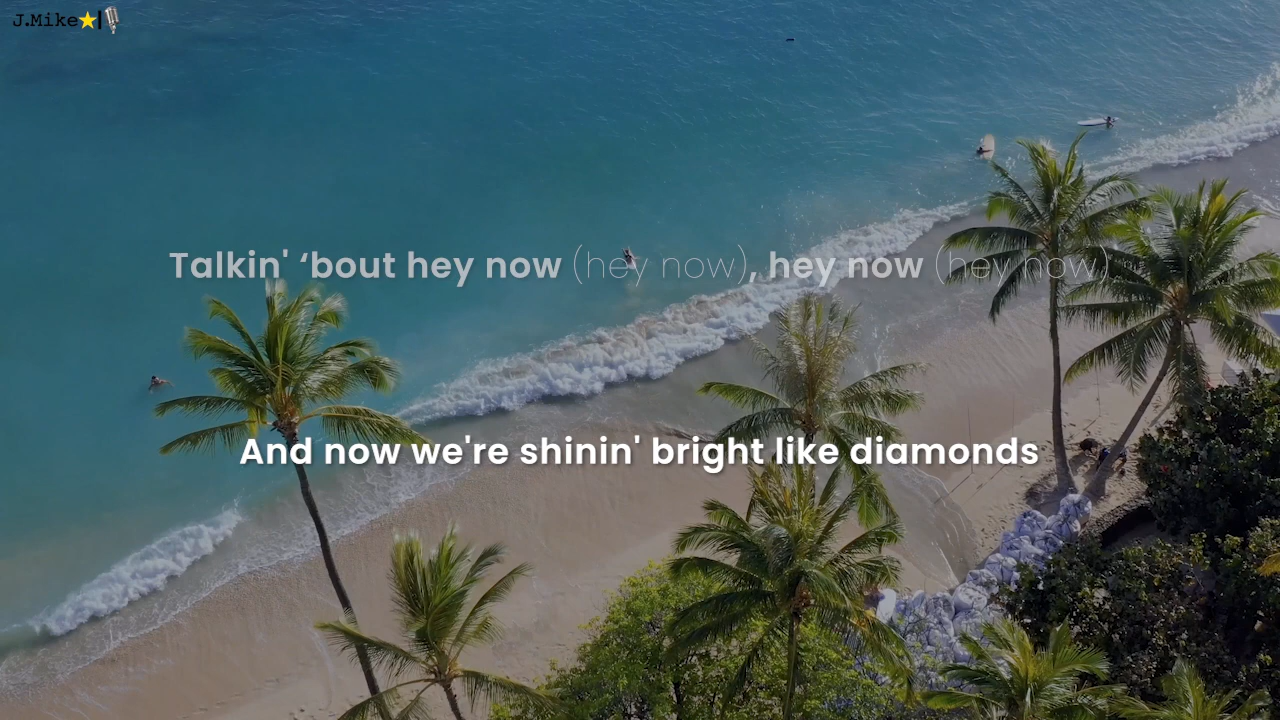 J.Mike⭐|🎙
Talkin' ‘bout hey now (hey now), hey now (hey now)
And now we're shinin' bright like diamonds